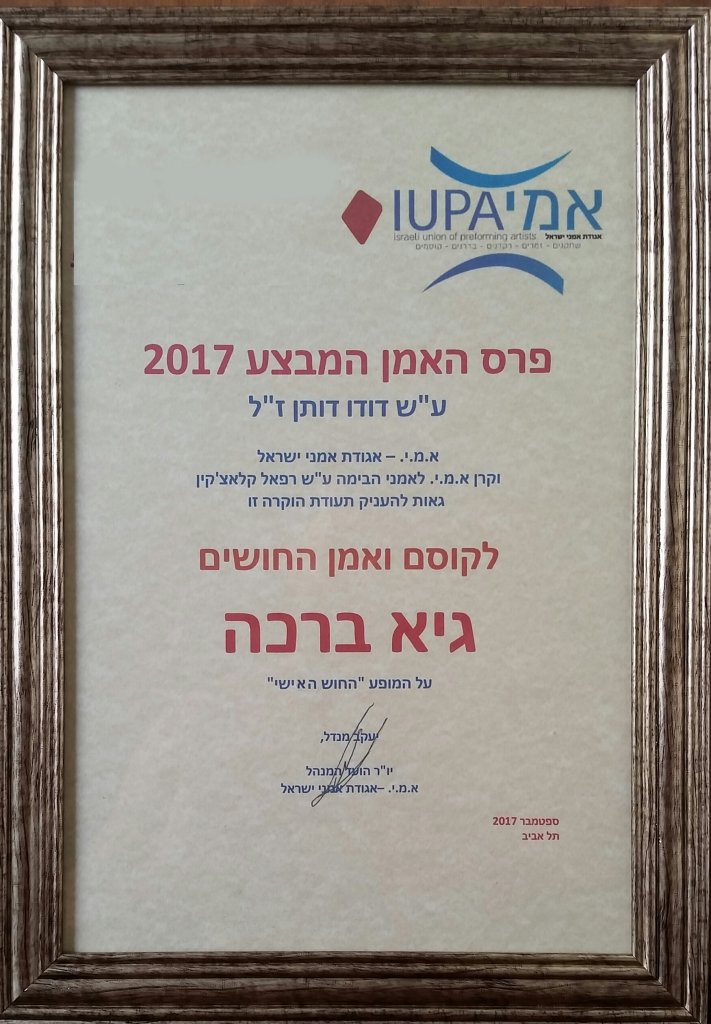 IUPAאמי
israeli union of preforming artists אגודת אמני ישראל
שחקנים - זמרים - רקדנים - בדרנים - קוסמים
פרס האמן המבצע 2017
ע"ש דודו דותן ז"ל
א.מ.י. – אגודת אמני ישראל
וקרן א.מ.י. לאמני הבימה ע"ש רפאל קלאצ'קין
גאות להעניק תעודת הוקרה זו
לקוסם ואמן החושים
גיא ברכה
על המופע "החוש האישי"
יעקב מנדל,
יו"ר הועד המנהל
א.מ.י. –אגודת אמני ישראל
ספטמבר 2017
תל אביב